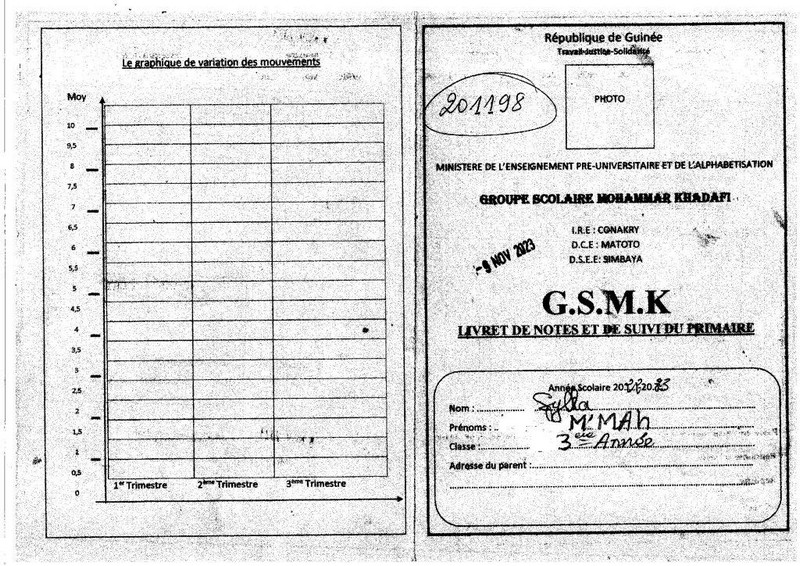 Le graphique de variation des mouvements
Moy
10
9,5
8
7,5
7
6,5
6
5,5
5
4,5
4
3,5
3
2,5
2
1,5
1
0,5
0
1er Trimestre 2ème Trimestre 3ème Trimestre
République de Guinée
Travail-Justice-Solidarité
201198
PHOTO
MINISTERE DE L'ENSEIGNEMENT PRE-UNIVERSITAIRE ET DE L'ALPHABETISATION
GROUPE SCOLAIRE MOHAMMAR KHADAFI
I.R.E : CONAKRY
D.C.E : MATOTO
D.S.E.E: SIMBAYA
-9 NOV 2023
G.S.M.K
LIVRET DE NOTES ET DE SUIVI DU PRIMAIRE
Année Scolaire 2022-2023
Nom : Sylla
Prénoms : M'MAh
Classe : 3eme Année
Adresse du parent :